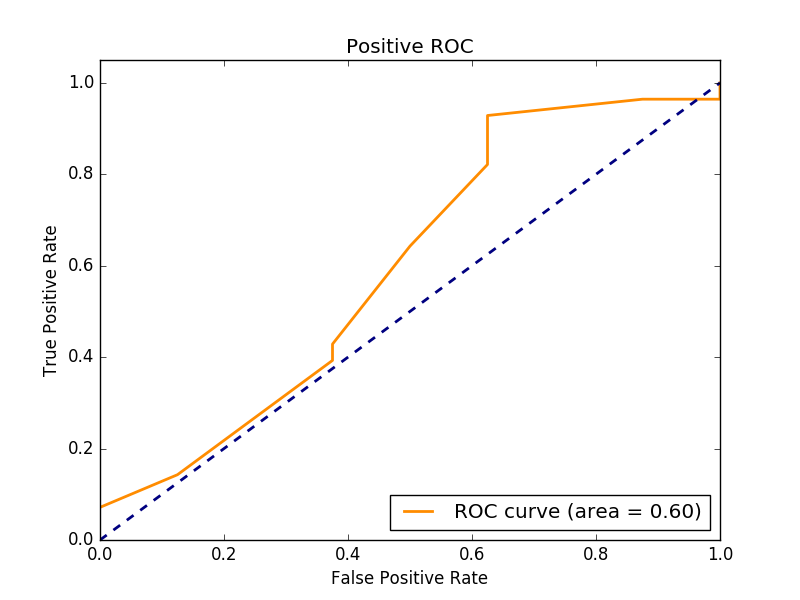 Positive ROC
True Positive Rate
1.0
0.8
0.6
0.4
0.2
0.0
0.0 0.2 0.4 0.6 0.8 1.0
False Positive Rate
ROC curve (area = 0.60)